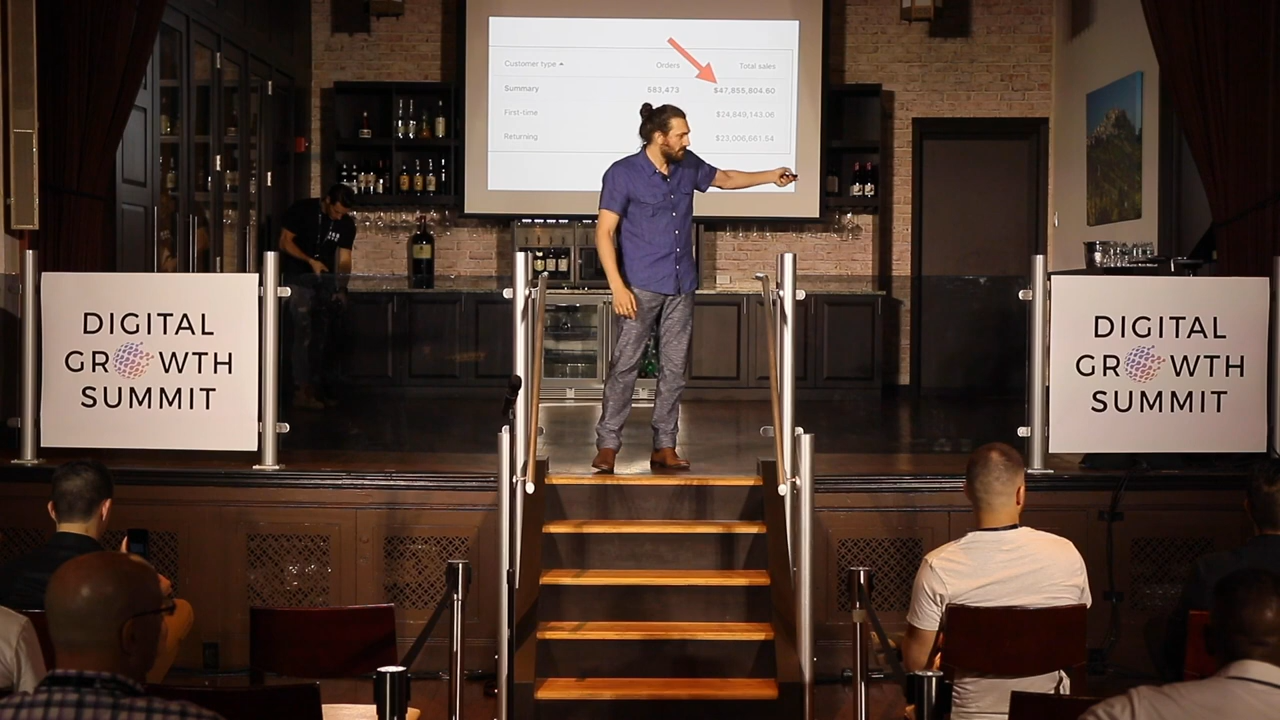 Customer type Orders Total sales
Summary 583,473 $47,855,804.60
First-time $24,849,143.06
Returning $23,006,661.54
DIGITAL
GROWTH
SUMMIT
DIGITAL
GROWTH
SUMMIT